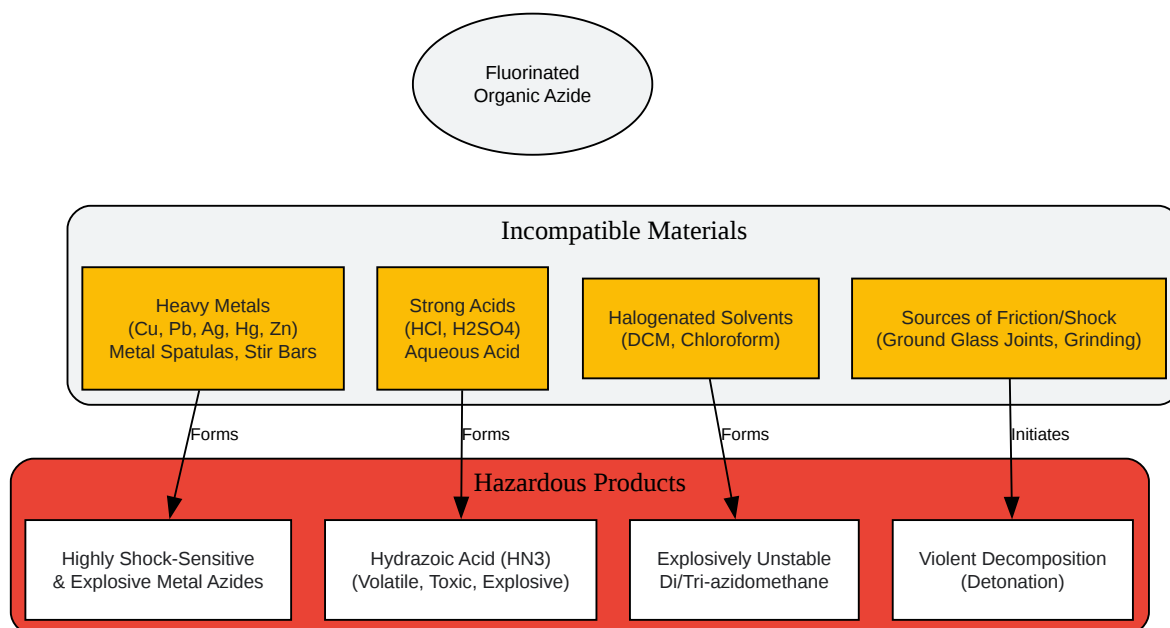 Fluorinated
Organic Azide
Incompatible Materials
Heavy Metals
(Cu, Pb, Ag, Hg, Zn)
Metal Spatulas, Stir Bars
Strong Acids
(HCl, H2SO4)
Aqueous Acid
Halogenated Solvents
(DCM, Chloroform)
Sources of Friction/Shock
(Ground Glass Joints, Grinding)
Forms
Forms
Forms
Initiates
Hazardous Products
Highly Shock-Sensitive
& Explosive Metal Azides
Hydrazoic Acid (HN3)
(Volatile, Toxic, Explosive)
Explosively Unstable
Di/Tri-azidomethane
Violent Decomposition
(Detonation)